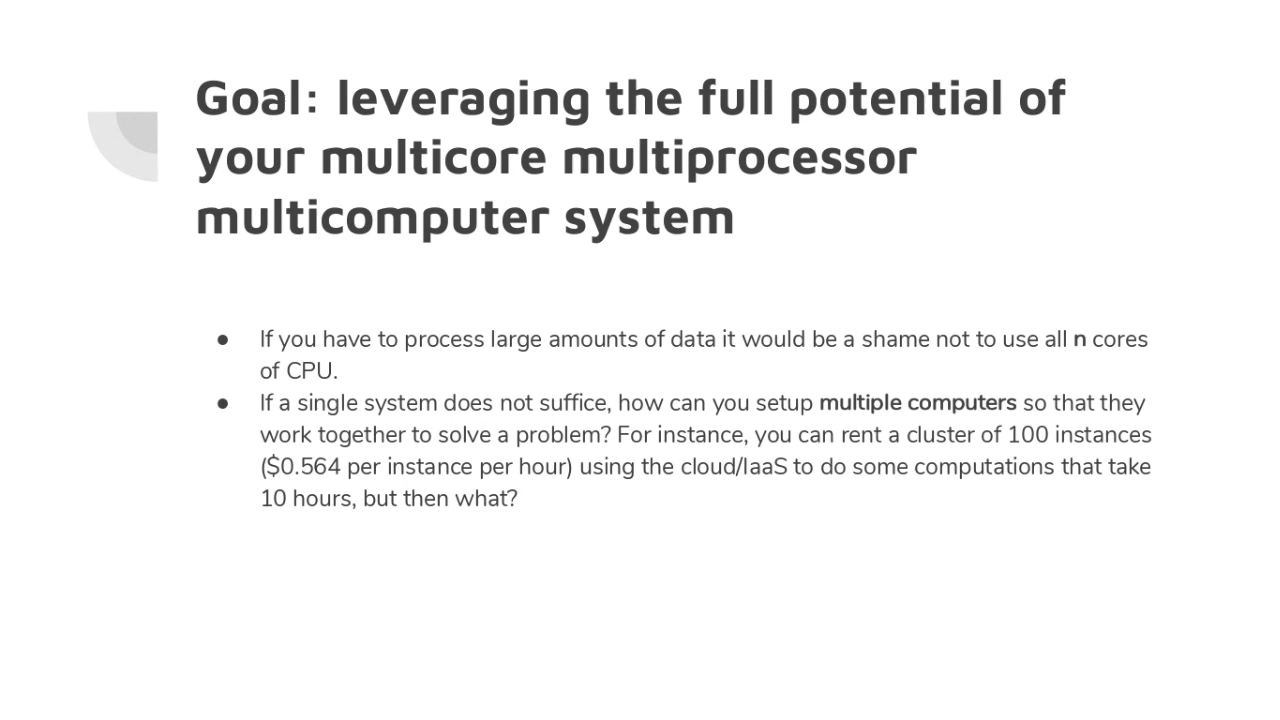 Goal: leveraging the full potential of
your multicore multiprocessor
multicomputer system
● If you have to process large amounts of data it would be a shame not to use all n cores
of CPU.
● If a single system does not suffice, how can you setup multiple computers so that they
work together to solve a problem? For instance, you can rent a cluster of 100 instances
($0.564 per instance per hour) using the cloud/IaaS to do some computations that take
10 hours, but then what?